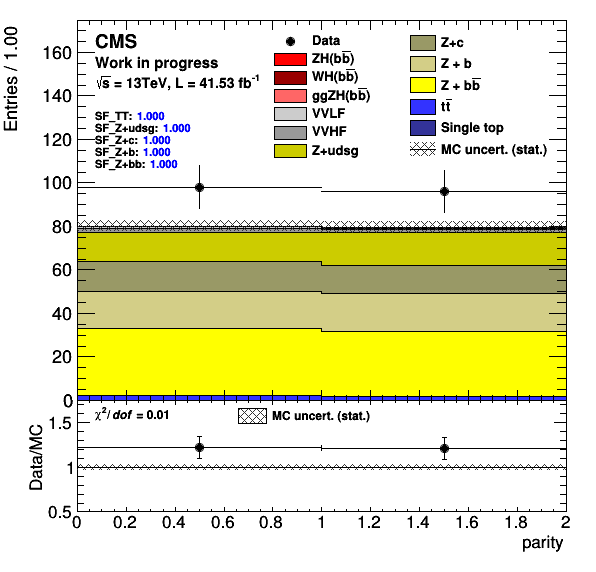 Entries / 1.00
160
140
120
100
80
60
40
20
0
CMS
Work in progress
√s = 13TeV, L = 41.53 fb⁻¹
SF_TT: 1.000
SF_Z+udsg: 1.000
SF_Z+c: 1.000
SF_Z+b: 1.000
SF_Z+bb: 1.000
Data
ZH(bb̅)
WH(bb̅)
ggZH(bb̅)
VVLF
VVHF
Z+udsg
Z+c
Z + b
Z + bb̅
tt̅
Single top
MC uncert. (stat.)
Data/MC
1.5
1
0.5
χ²/dof = 0.01
MC uncert. (stat.)
0 0.2 0.4 0.6 0.8 1 1.2 1.4 1.6 1.8 2
parity